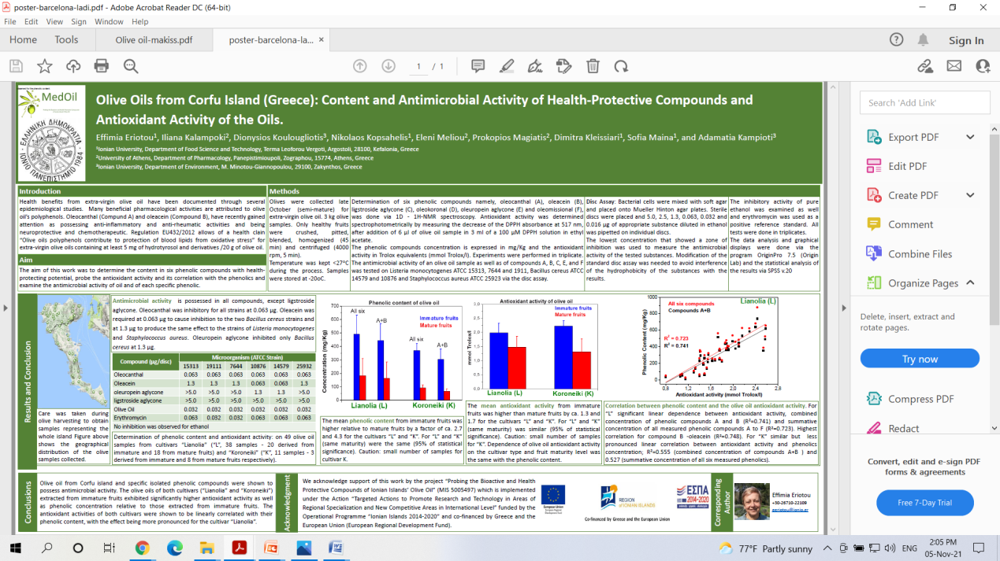 poster-barcelona-ladi.pdf - Adobe Acrobat Reader DC (64-bit)
File Edit View Sign Window Help
Home Tools Olive oil-makiss.pdf poster-barcelona-la... × Sign In
1 / 1
MedOil
ΕΛΛΗΝΙΚΗ ΔΗΜΟΚΡΑΤΙΑ
ΙΟΝΙΟ ΠΑΝΕΠΙΣΤΗΜΙΟ 1984
Olive Oils from Corfu Island (Greece): Content and Antimicrobial Activity of Health-Protective Compounds and
Antioxidant Activity of the Oils.
Effimia Eriotou¹, Iliana Kalampoki², Dionysios Koulougliotis³, Nikolaos Kopsahelis¹, Eleni Meliou², Prokopios Magiatis², Dimitra Kleissiari¹, Sofia Maina¹, and Adamatia Kampioti³
¹Ionian University, Department of Food Science and Technology, Terma Leoforou Vergoti, Argostoli, 28100, Kefalonia, Greece
²University of Athens, Department of Pharmacology, Panepistimioupoli, Zographou, 15774, Athens, Greece
³Ionian University, Department of Environment, M. Minotou-Giannopoulou, 29100, Zakynthos, Greece
Introduction
Health benefits from extra-virgin olive oil have been documented through several
epidemiological studies. Many beneficial pharmacological activities are attributed to olive
oil's polyphenols. Oleocanthal (Compund A) and oleacein (Compound B), have recently gained
attention as possessing anti-inflammatory and anti-rheumatic activities and being
neuroprotective and chemotherapeutic. Regulation EU432/2012 allows of a health claim
"Olive oils polyphenols contribute to protection of blood lipids from oxidative stress" for
extra-virgin olive oils containing at least 5 mg of hydrotyrosol and derivatives /20 g of olive oil.
Aim
The aim of this work was to determine the content in six phenolic compounds with health-
protecting potential, probe the antioxidant activity and its correlation with the phenolics and
examine the antimicrobial activity of oil and of each specific phenolic.
Methods
Olives were collected late
October (semi-mature) for
extra-virgin oil. 3 kg olive
samples. Only healthy
fruits were
crushed, pitted,
blended, homogenized (45
min) and centrifuged (4000
rpm, 5 min).
Temperature was kept <27°C
during the process. Samples
were stored at -20oC.
Determination of six phenolic compounds namely, oleocanthal (A), oleacein (B),
ligstroside aglycone (C), oleokoronal (D), oleuropein aglycone (E) and oleomissional (F),
was done via 1D - 1H-NMR spectroscopy. Antioxidant activity was determined
spectrophotometrically by measuring the decrease of the DPPH absorbance at 517 nm,
after addition of 6 μl of olive oil sample in 3 ml of a 100 μM DPPH solution in ethyl
acetate.
The phenolic compounds concentration is expressed in mg/Kg and the antioxidant
activity in Trolox equivalents (mmol Trolox/l). Experiments were performed in triplicate.
The antimicrobial activity of an olive oil sample as well as of compounds A, B, C, E, and F
was tested on Listeria monocytogenes ATCC 15313, 7644 and 1911, Bacillus cereus ATCC
14579 and 10876 and Staphylococcus aureus ATCC 25923 via the disc assay.
Disc Assay: Bacterial cells were mixed with soft agar
and placed onto Mueller Hinton agar plates. Sterile
discs were placed and 5.0, 2.5, 1.3, 0.063, 0.032 and
0.016 μg of appropriate substance diluted in ethanol
was pipetted on individual discs.
The lowest concentration that showed a zone of
inhibition was used to measure the antimicrobial
activity of the tested substances. Modification of the
standard disc assay was needed to avoid interference
of the hydrophobicity of the substances with the
results.
The inhibitory activity of pure
ethanol was examined as well
and erythromycin was used as a
positive reference standard. All
tests were done in triplicates.
The data analysis and graphical
displays were done via the
program OriginPro 7.5 (Origin
Lab) and the statistical analysis of
the results via SPSS v.20
Results and Conclusion
Care was taken during
olive harvesting to obtain
samples representing the
whole island Figure above
shows the geographical
distribution of the olive
samples collected.
Antimicrobial activity is possessed in all compounds, except ligstroside
aglycone. Oleocanthal was inhibitory for all strains at 0.063 μg. Oleacein was
required at 0.063 μg to cause inhibition to the two Bacillus cereus strains and
at 1.3 μg to produce the same effect to the strains of Listeria monocytogenes
and Staphylococcus aureus. Oleuropein aglycone inhibited only Bacillus
cereus at 1.3 μg.
Compound (μg/disc) Microorganism (ATCC Strain)
15313 19111 7644 10876 14579 25932
Oleocanthal 0.063 0.063 0.063 0.063 0.063 0.063
Oleacein 1.3 1.3 1.3 0.063 0.063 1.3
oleuropein aglycone >5.0 >5.0 >5.0 1.3 1.3 >5.0
ligstroside aglycone >5.0 >5.0 >5.0 >5.0 >5.0 >5.0
Olive Oil 0.032 0.032 0.032 0.032 0.032 0.032
Erythromycin 0.032 0.032 0.032 0.063 0.063 0.063
No inhibition was observed for ethanol
Determination of phenolic content and antioxidant activity: on 49 olive oil
samples from cultivars "Lianolia" ("L", 38 samples - 20 derived from
immature and 18 from mature fruits) and "Koroneiki" ("K", 11 samples - 3
derived from immature and 8 from mature fruits respectively).
Phenolic content of olive oil
Concentration (mg/Kg)
700
600
500
400
300
200
100
0
All six
A+B
Immature fruits
Mature fruits
All six
A+B
Lianolia (L) Koroneiki (K)
The mean phenolic content from immature fruits was
higher relative to mature fruits by a factor of ca. 2.7
and 4.3 for the cultivars "L" and "K". For "L" and "K"
(same maturity) were the same (95% of statistical
significance). Caution: small number of samples for
cultivar K.
Antioxidant activity of olive oil
mmol Trolox/l
3,0
2,5
2,0
1,5
1,0
0,5
0,0
Immature fruits
Mature fruits
Lianolia (L) Koroneiki (K)
The mean antioxidant activity from immature
fruits was higher than mature fruits by ca. 1.3 and
1.7 for the cultivars "L" and "K". For "L" and "K"
(same maturity) was similar (95% of statistical
significance). Caution: small number of samples
for "K". Dependence of olive oil antioxidant activity
on the cultivar type and fruit maturity level was
the same with the phenolic content.
Phenolic Content (mg/Kg)
1000
800
600
400
200
0
All six compounds
Compounds A+B
Lianolia (L)
R² = 0.723
R² = 0.741
0,8 1,2 1,6 2,0 2,4 2,8
Antioxidant activity (mmol Trolox/l)
Correlation between phenolic content and the olive oil antioxidant activity. For
"L" significant linear dependence between antioxidant activity, combined
concentration of phenolic compounds A and B (R²=0.741) and summative
concentration of all measured phenolic compounds A to F (R²=0.723). Highest
correlation for compound B -oleacein(R²=0.748). For "K" similar but less
pronounced linear correlation between antioxidant activity and phenolics
concentration; R²=0.555 (combined concentration of compounds A+B ) and
0.527 (summative concentration of all six measured phenolics).
Conclusions
Olive oil from Corfu island and specific isolated phenolic compounds were shown to
possess antimicrobial activity. The olive oils of both cultivars ("Lianolia" and "Koroneiki")
extracted from immature fruits exhibited significantly higher antioxidant activity as well
as phenolic concentration relative to those extracted from immature fruits. The
antioxidant activities of both cultivars were shown to be linearly correlated with their
phenolic content, with the effect being more pronounced for the cultivar "Lianolia".
Acknowledgment
We acknowledge support of this work by the project "Probing the Bioactive and Health
Protective Compounds of Ionian Islands' Olive Oil" (MIS 5005497) which is implemented
under the Action "Targeted Actions to Promote Research and Technology in Areas of
Regional Specialization and New Competitive Areas in International Level" funded by the
Operational Programme "Ionian Islands 2014-2020" and co-financed by Greece and the
European Union (European Regional Development Fund).
European Union
REGION
OF IONIAN ISLANDS
ΕΣΠΑ
2014-2020
Co-financed by Greece and the European Union
Corresponding Author
Effimia Eriotou
+30-26710-27109
eeriotou@ionio.gr
Search 'Add Link'
Export PDF
Edit PDF
Create PDF
Comment
Combine Files
Organize Pages
Delete, insert, extract and
rotate pages.
Try now
Compress PDF
Redact
Convert, edit and e-sign PDF
forms & agreements
Free 7-Day Trial
77°F Partly sunny ENG 2:05 PM
05-Nov-21